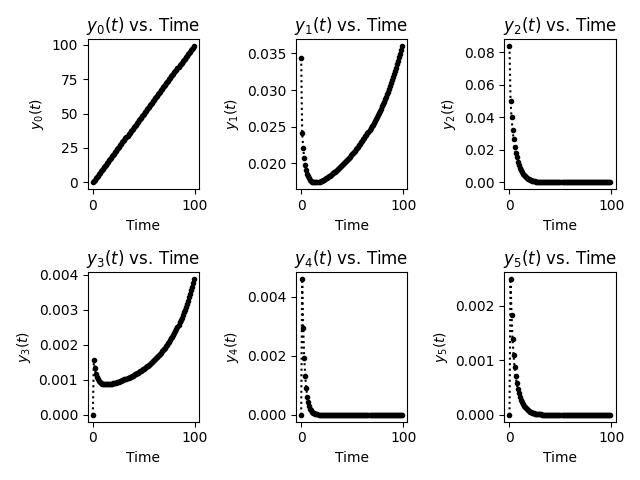 y₀(t) vs. Time
y₁(t) vs. Time
y₂(t) vs. Time
100
75
50
25
0
y₀(t)
0
100
Time
0.035
0.030
0.025
0.020
y₁(t)
0
100
Time
0.08
0.06
0.04
0.02
0.00
y₂(t)
0
100
Time
y₃(t) vs. Time
y₄(t) vs. Time
y₅(t) vs. Time
0.004
0.003
0.002
0.001
0.000
y₃(t)
0
100
Time
0.004
0.002
0.000
y₄(t)
0
100
Time
0.002
0.001
0.000
y₅(t)
0
100
Time